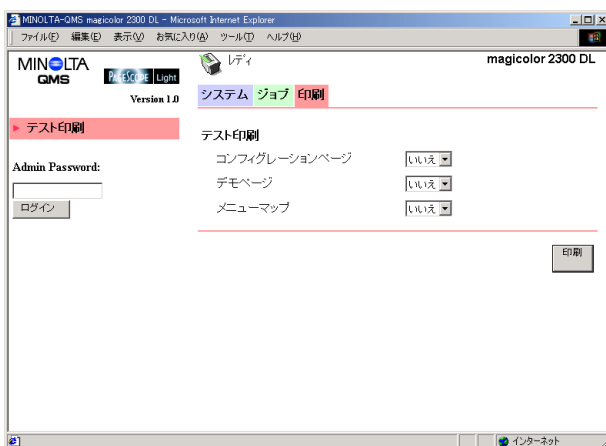 MINOLTA-QMS magicolor 2300 DL - Microsoft Internet Explorer
ファイル(F) 編集(E) 表示(V) お気に入り(A) ツール(T) ヘルプ(H)
MINOLTA
QMS
PAGESCOPE Light
Version 1.0
レディ
magicolor 2300 DL
システム ジョブ 印刷
テスト印刷
Admin Password:
ログイン
テスト印刷
コンフィグレーションページ いいえ
デモページ いいえ
メニューマップ いいえ
印刷
インターネット